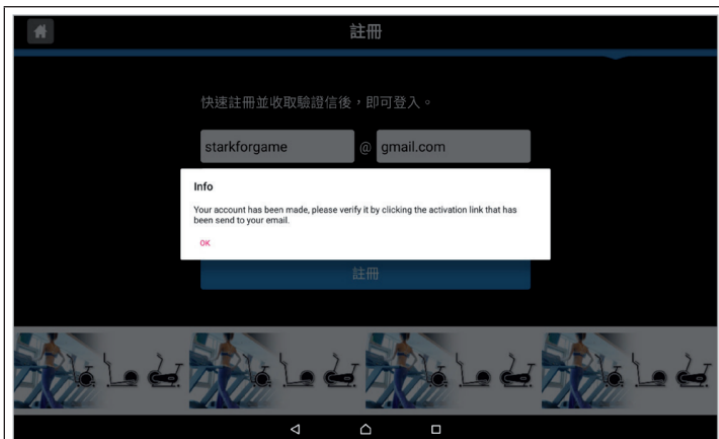 註冊
快速註冊並收取驗證信後，即可登入。
starkforgame @ gmail.com
Info
Your account has been made, please verify it by clicking the activation link that has
been send to your email.
OK
註冊